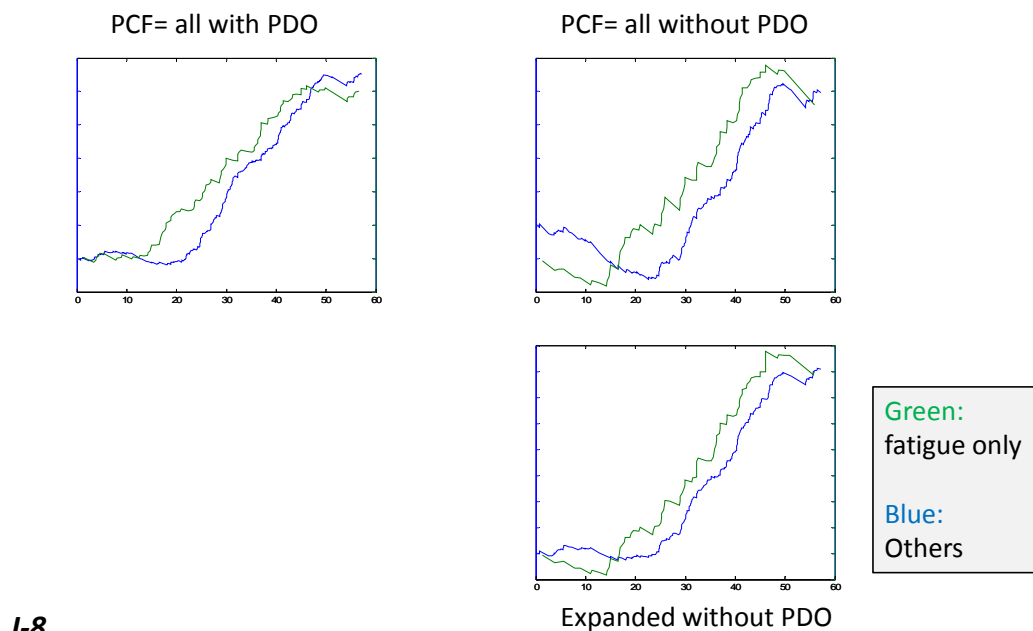 PCF= all with PDO
PCF= all without PDO
0 10 20 30 40 50 60
0 10 20 30 40 50 60
0 10 20 30 40 50 60
Green:
fatigue only
Blue:
Others
Expanded without PDO
I-8